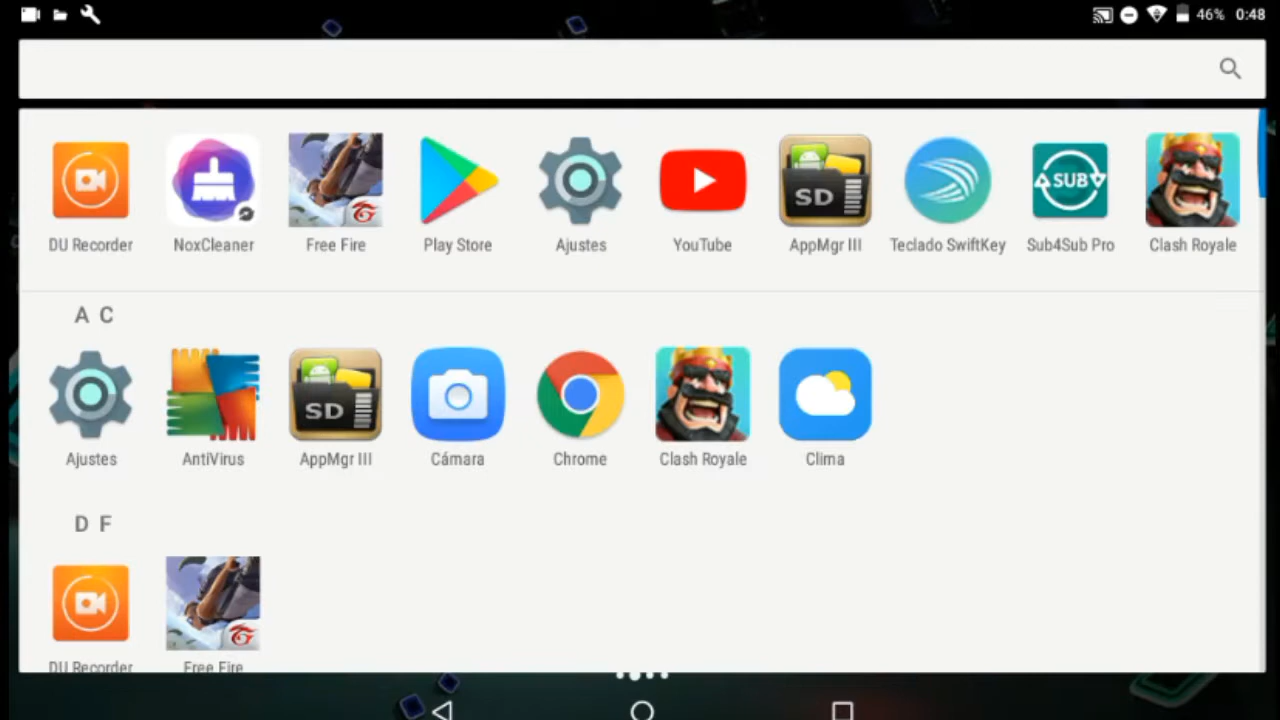 46% 0:48
DU Recorder NoxCleaner Free Fire Play Store Ajustes YouTube AppMgr III Teclado SwiftKey Sub4Sub Pro Clash Royale
A C
Ajustes AntiVirus AppMgr III Cámara Chrome Clash Royale Clima
D F
DU Recorder Free Fire
SD
SUB
SD